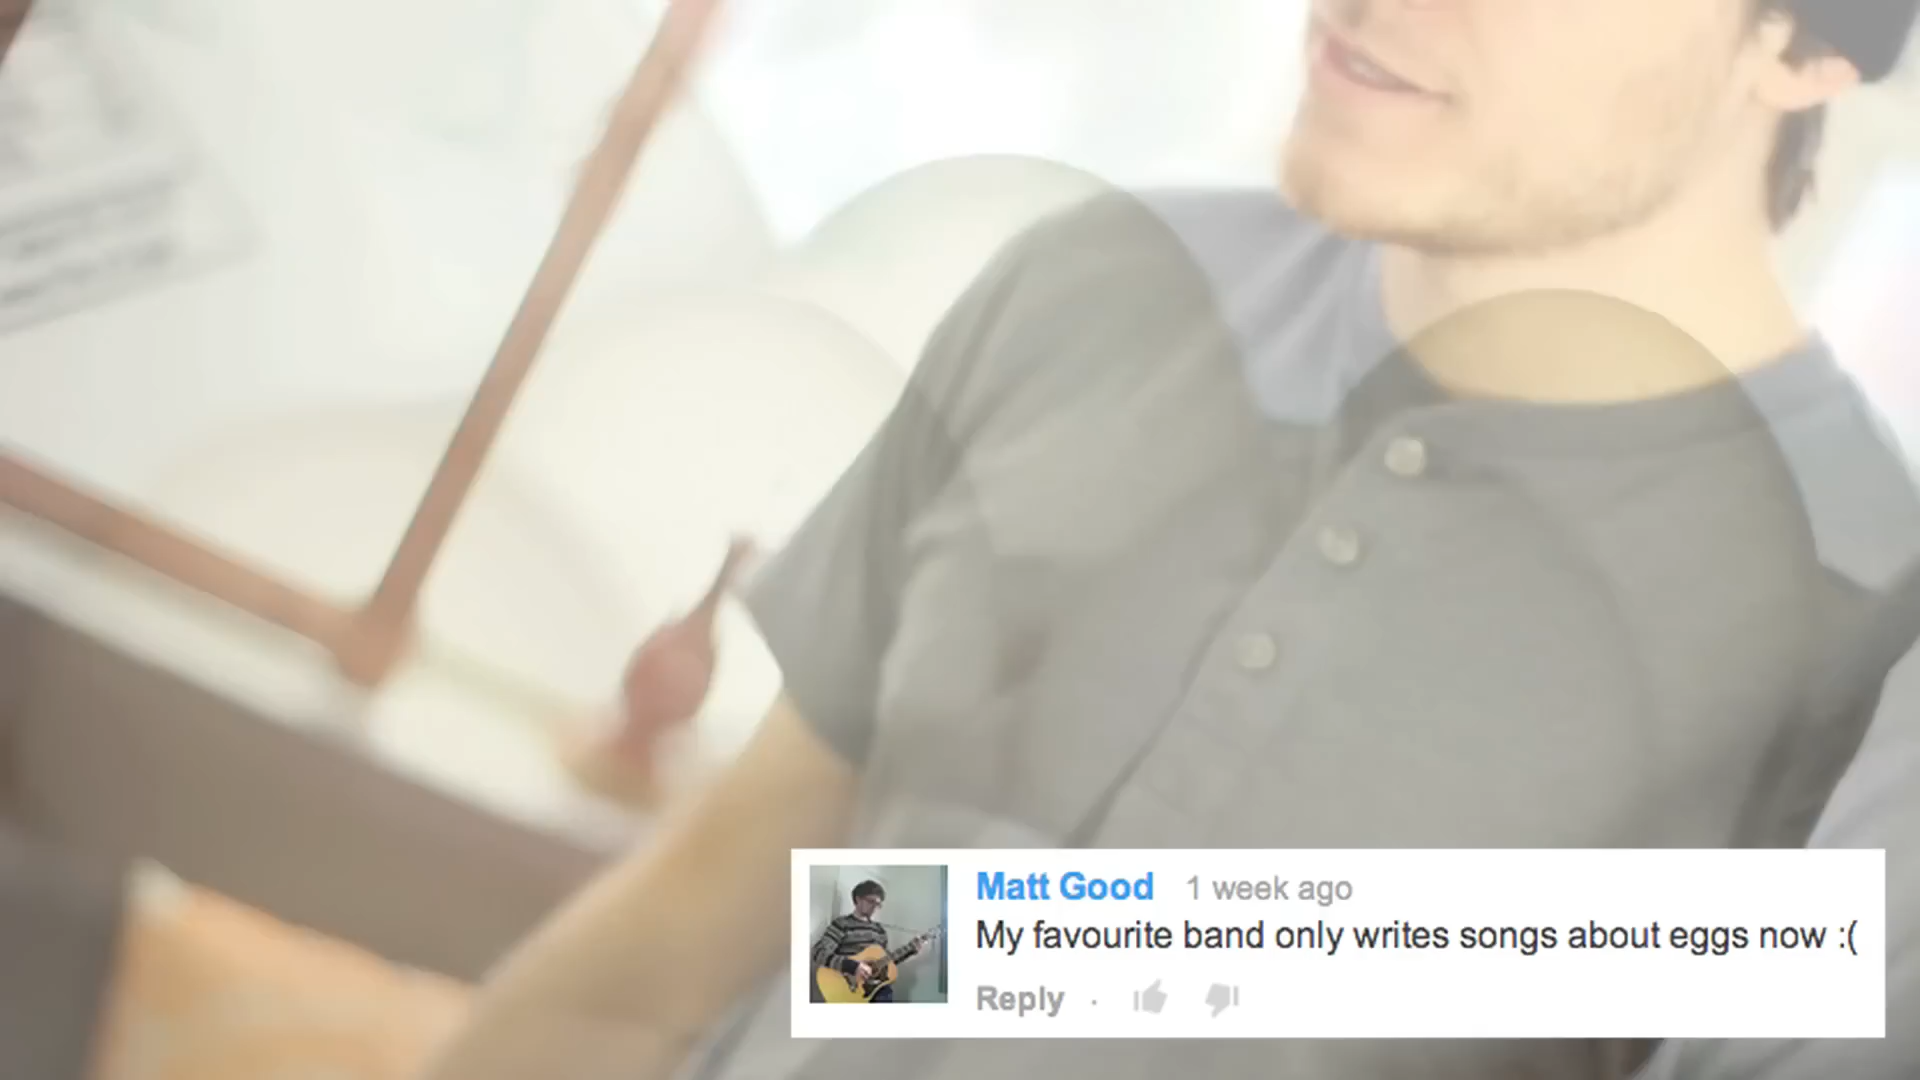 Matt Good 1 week ago
My favourite band only writes songs about eggs now :(
Reply ·